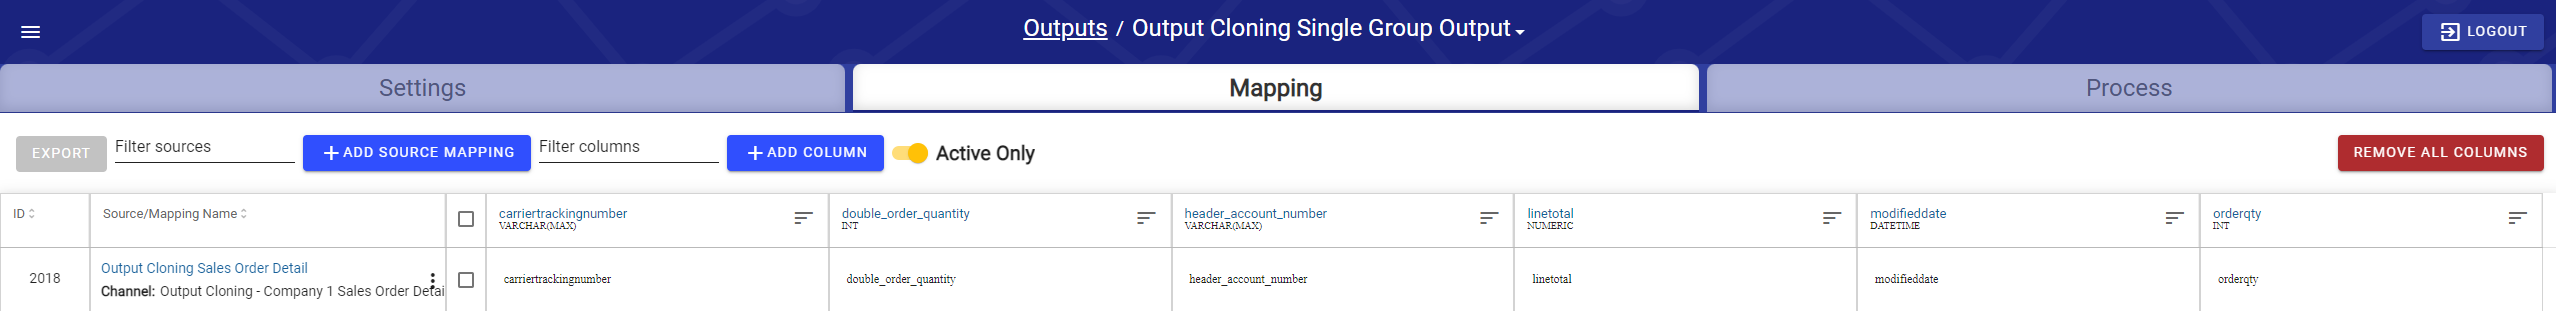 Outputs / Output Cloning Single Group Output
LOGOUT
Settings
Mapping
Process
EXPORT
Filter sources
ADD SOURCE MAPPING
Filter columns
ADD COLUMN
Active Only
REMOVE ALL COLUMNS
ID
Source/Mapping Name
carriertrackingnumber
VARCHAR(MAX)
double_order_quantity
INT
header_account_number
VARCHAR(MAX)
linetotal
NUMERIC
modifieddate
DATETIME
orderqty
INT
2018
Output Cloning Sales Order Detail
Channel: Output Cloning - Company 1 Sales Order Detai
carriertrackingnumber
double_order_quantity
header_account_number
linetotal
modifieddate
orderqty